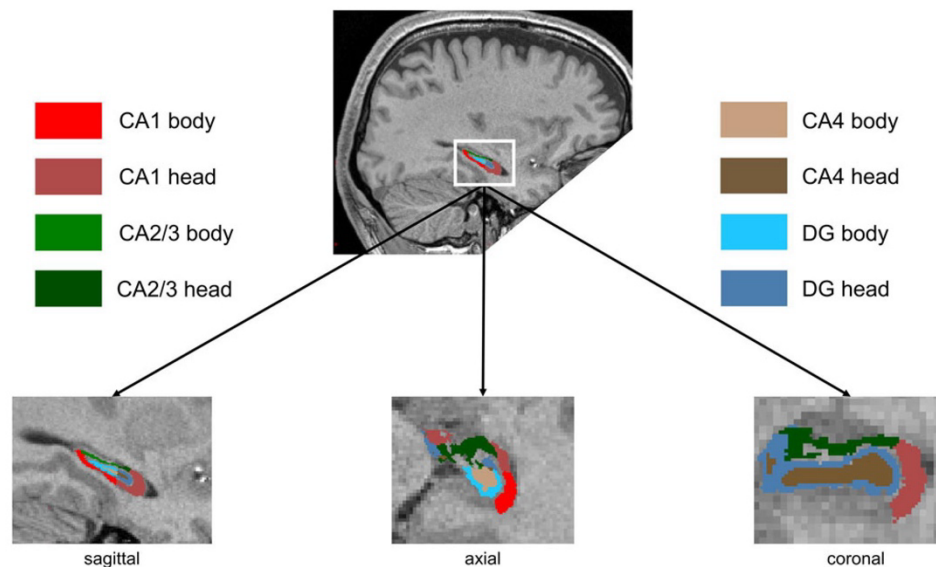 CA1 body
CA1 head
CA2/3 body
CA2/3 head
CA4 body
CA4 head
DG body
DG head
sagittal
axial
coronal